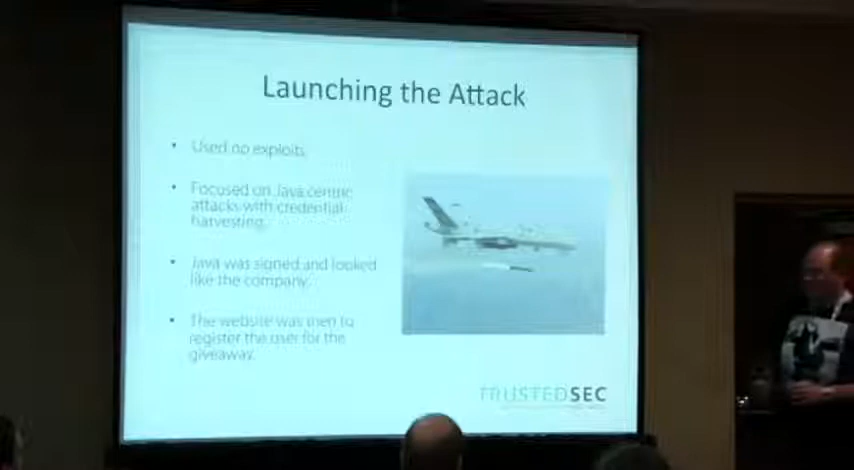 Launching the Attack
• Used no exploits.
• Focused on Java centric
attacks with credential
harvesting.
• Java was signed and looked
like the company.
• The website was then to
register the user for the
giveaway.
TRUSTEDSEC